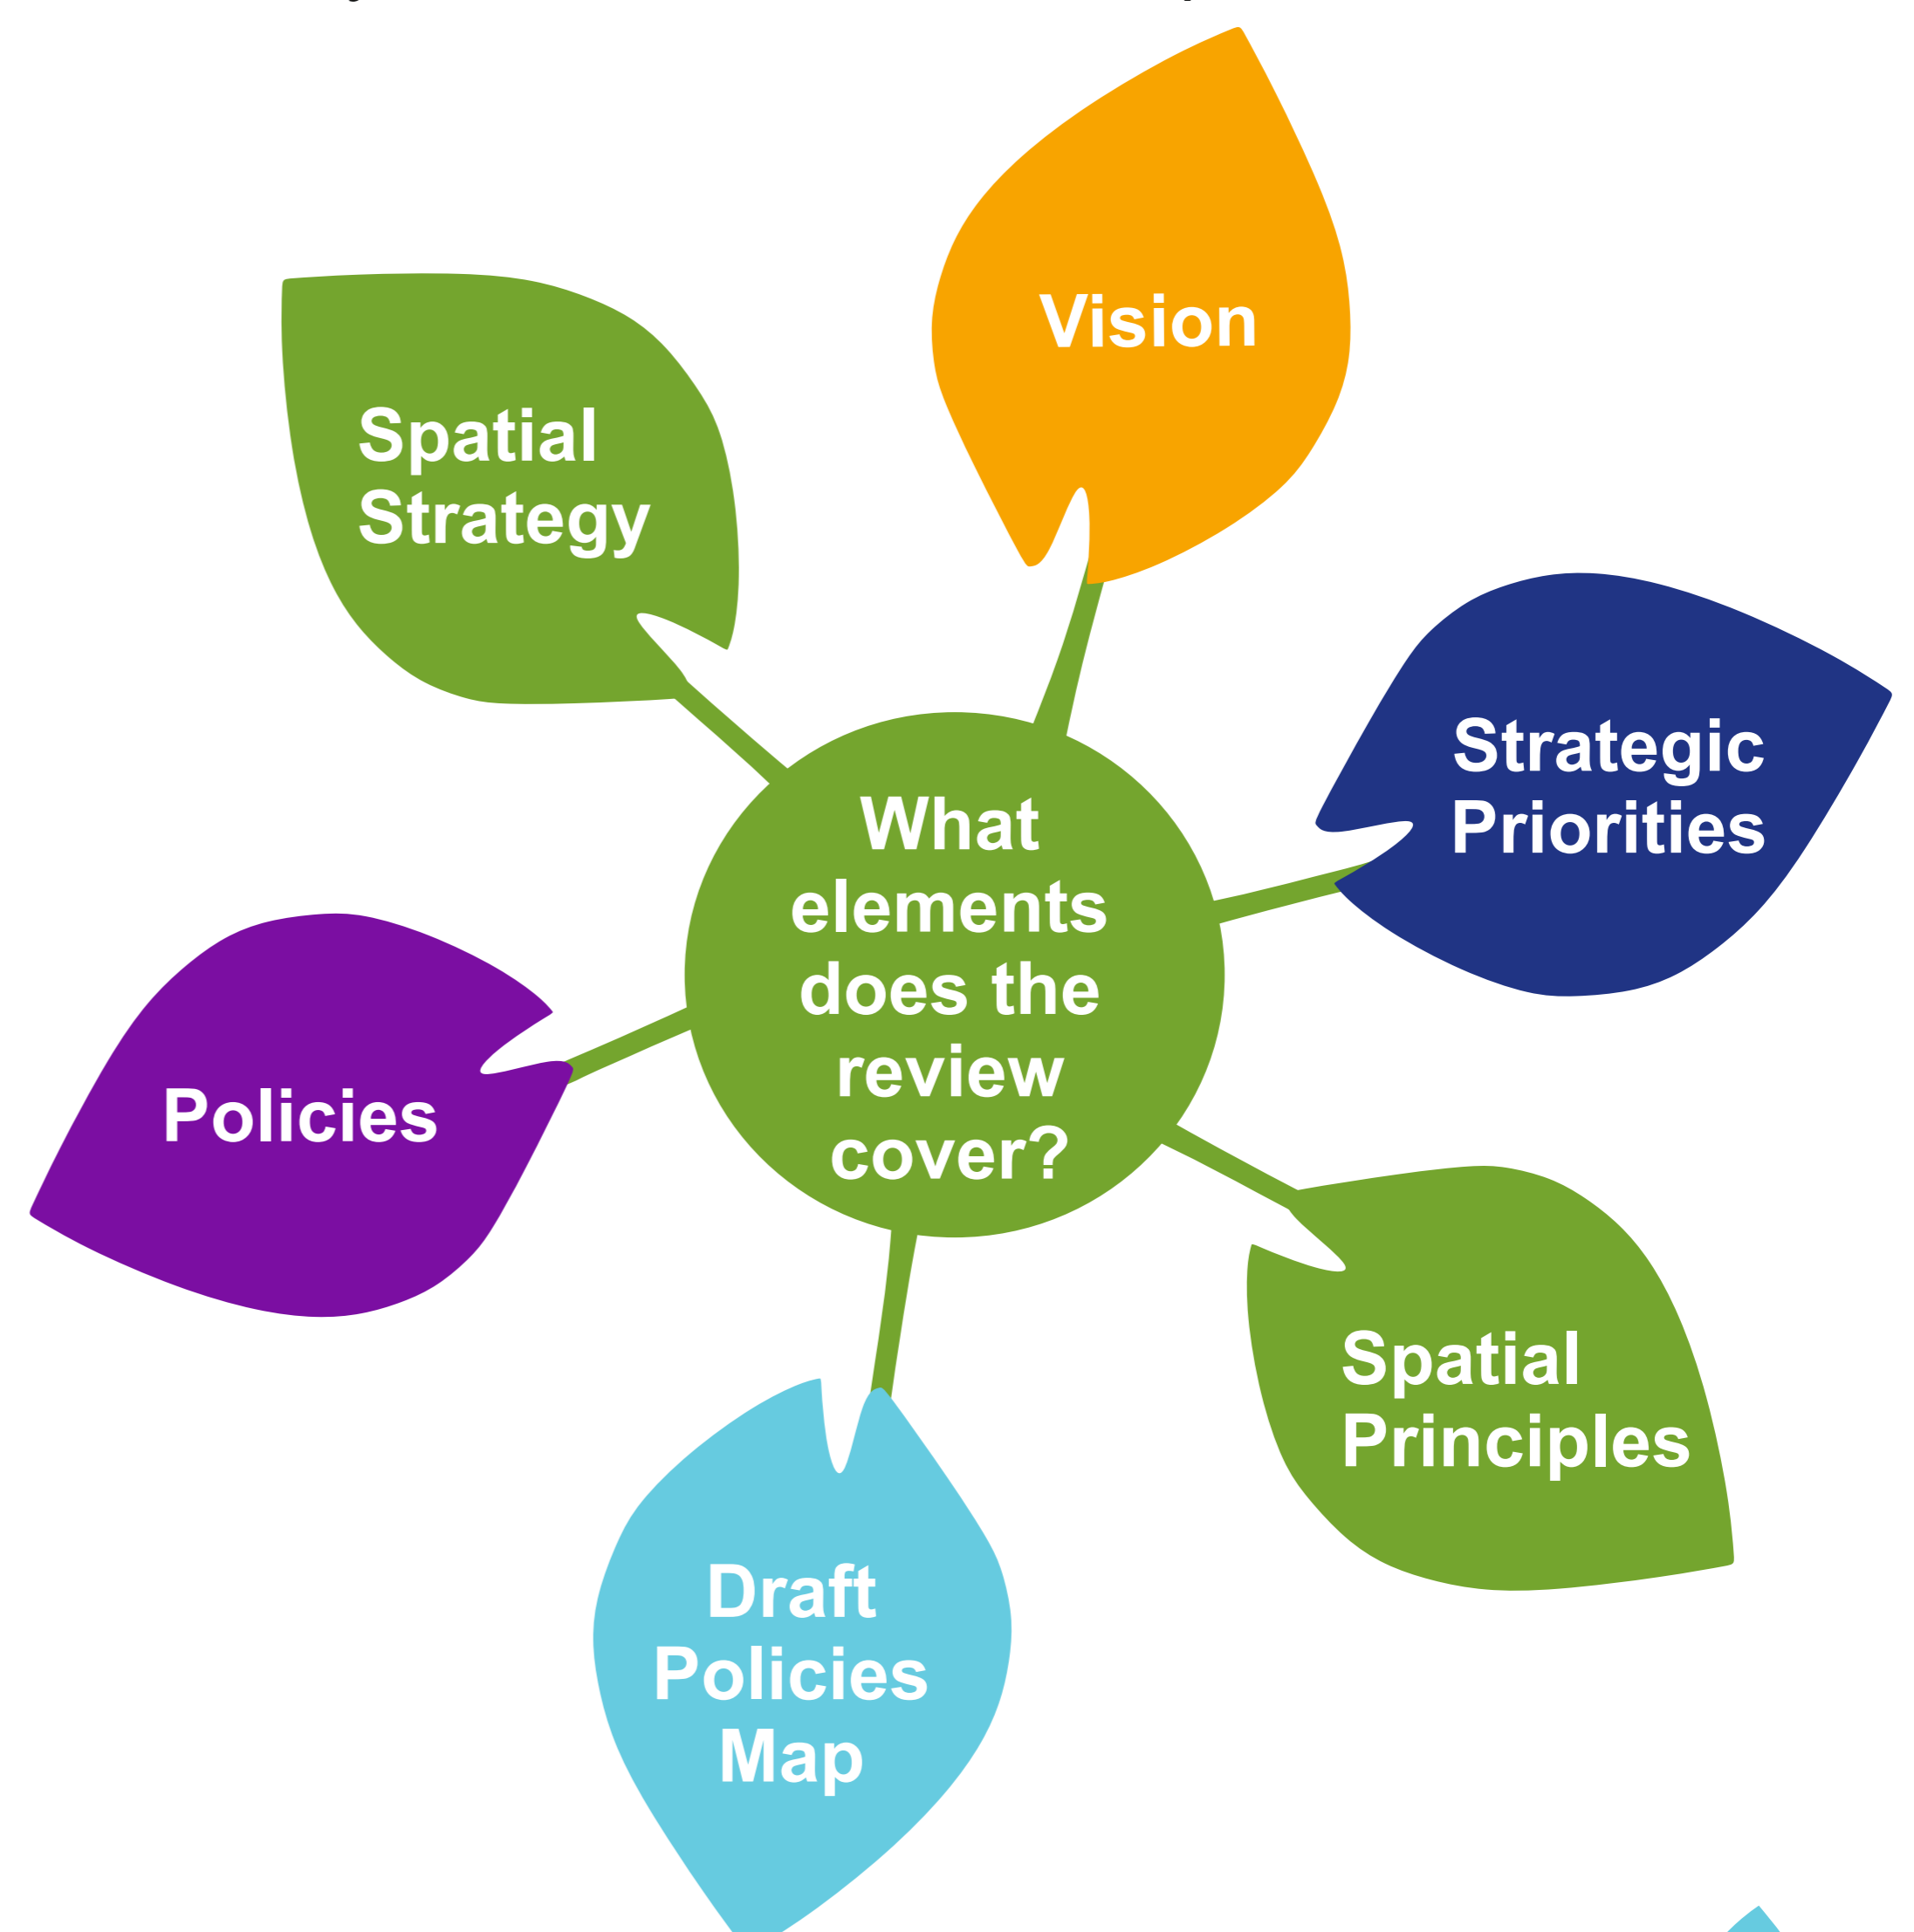 Vision
Spatial
Strategy
Strategic
Priorities
What
elements
does the
review
cover?
Policies
Spatial
Principles
Draft
Policies
Map